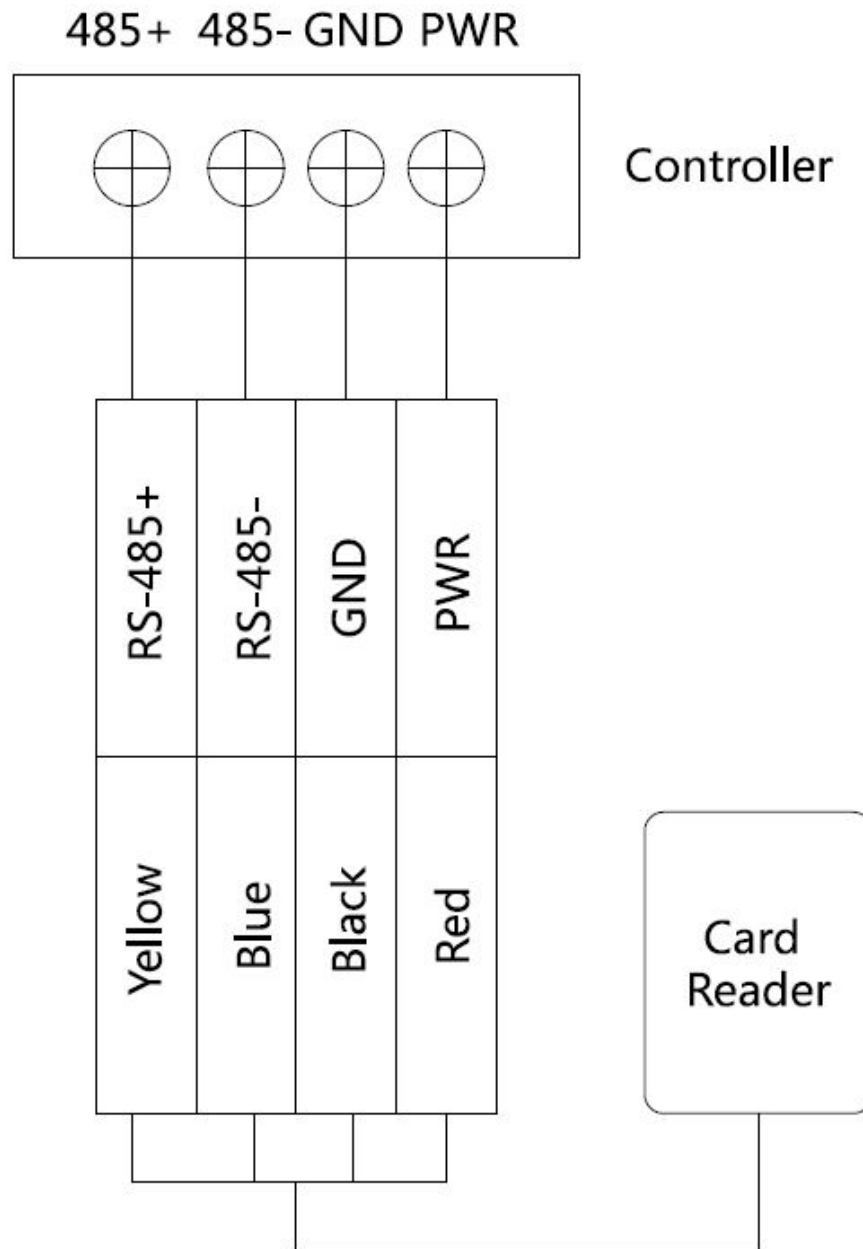 485+ 485- GND PWR
Controller
RS-485+
RS-485-
GND
PWR
Yellow
Blue
Black
Red
Card
Reader